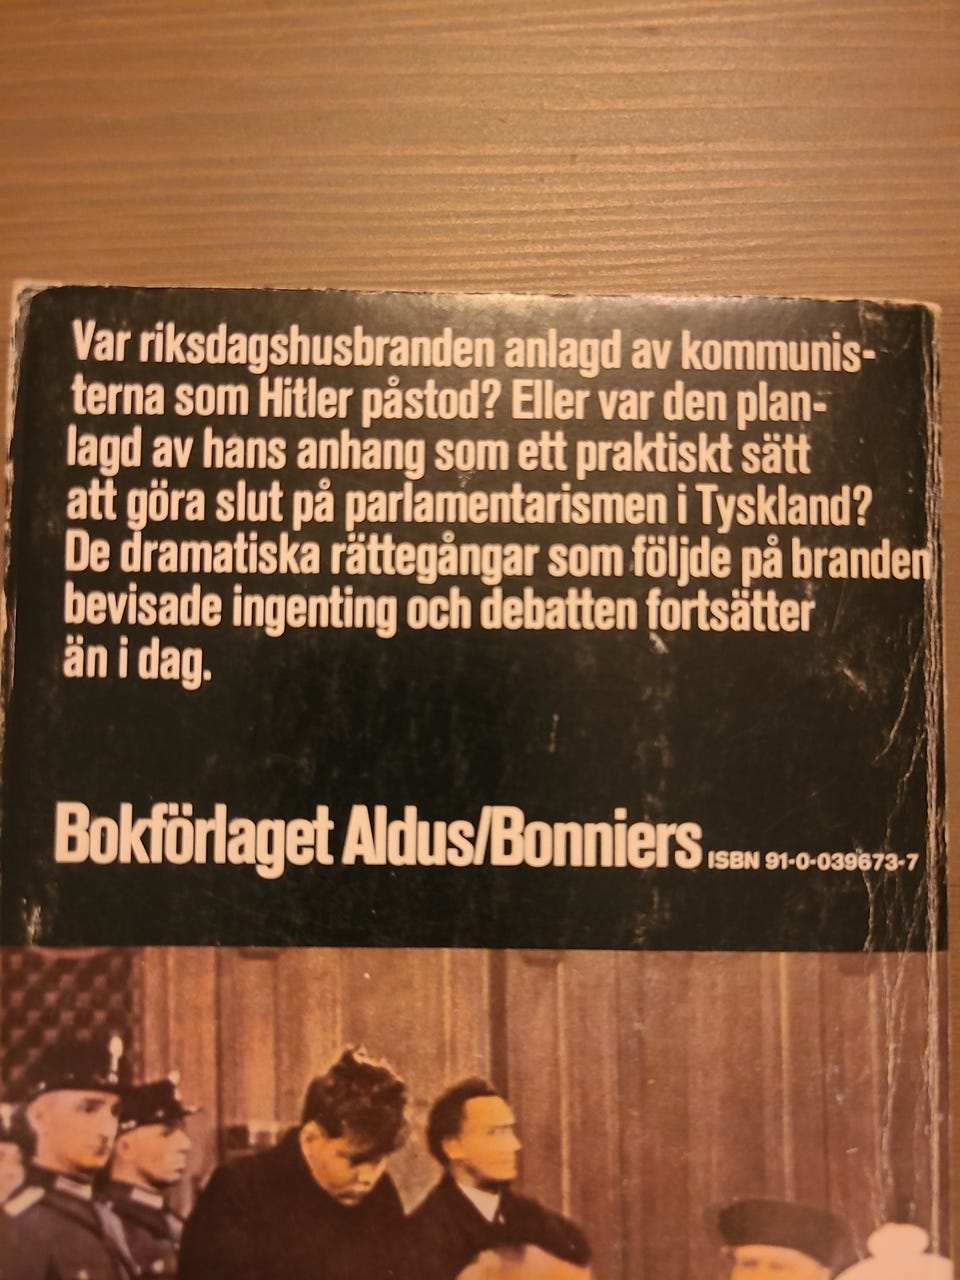 Var riksdagshusbranden anlagd av kommunis-
terna som Hitler påstod? Eller var den plan-
lagd av hans anhang som ett praktiskt sätt
att göra slut på parlamentarismen i Tyskland?
De dramatiska rättegångar som följde på branden
bevisade ingenting och debatten fortsätter
än i dag.
Bokförlaget Aldus/Bonniers ISBN 91-0-039673-7